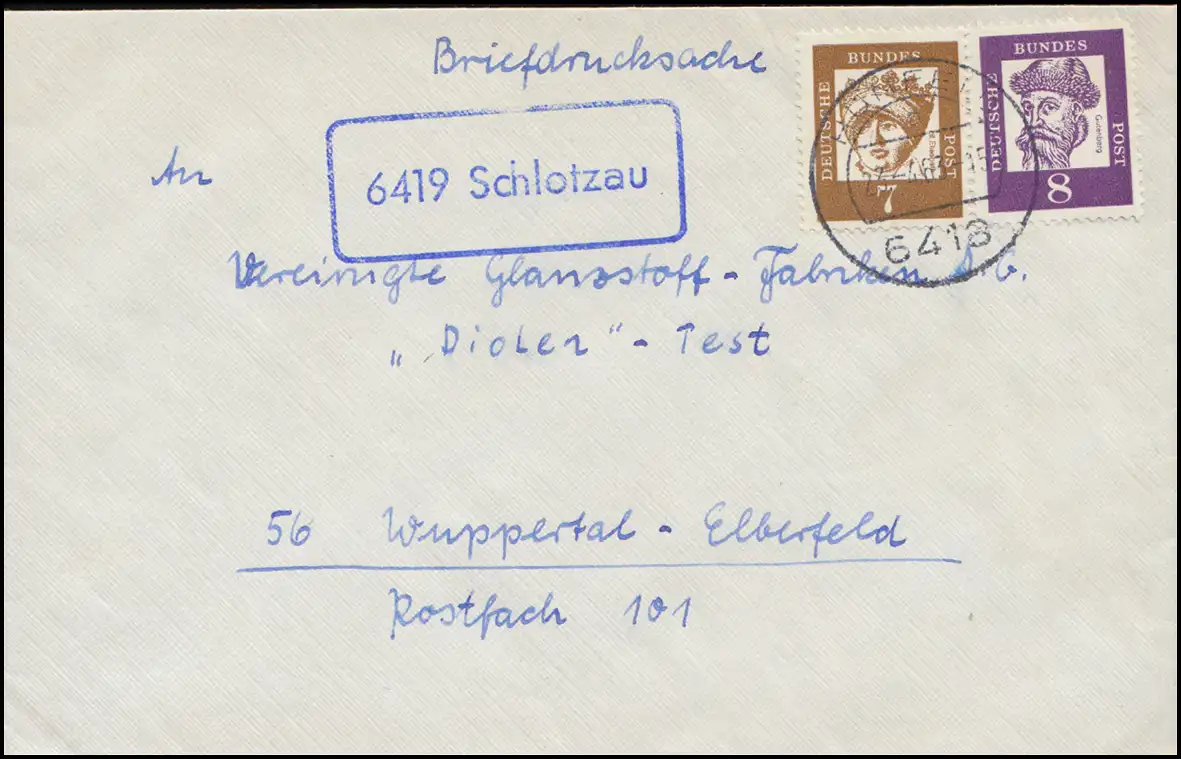 Briefdrucksache
BUNDES
DEUTSCHE
POST
7
BUNDES
DEUTSCHE
POST
Gutenberg
8
An
6419 Schlotzau
6418
Vereinigte Glanzstoff - Fabriken A.G.
„Diolen" - Test
56 Wuppertal - Elberfeld
Postfach 101